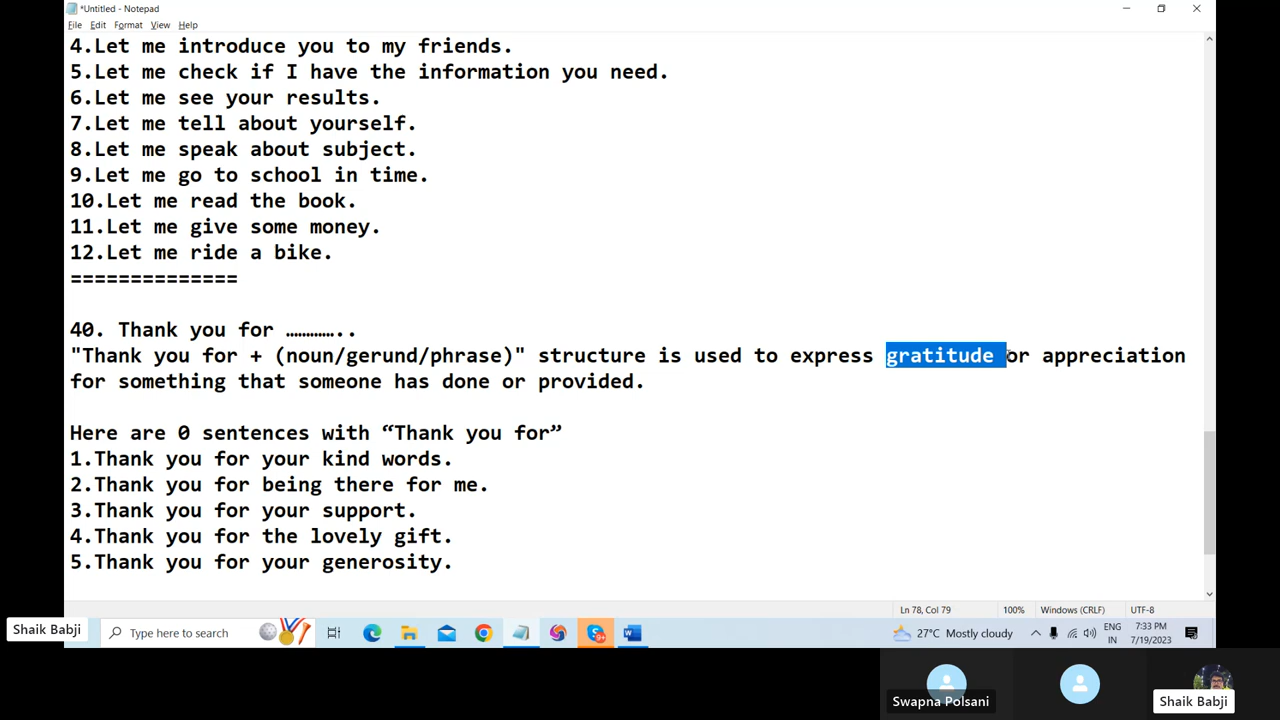 *Untitled - Notepad
File Edit Format View Help
4.Let me introduce you to my friends.
5.Let me check if I have the information you need.
6.Let me see your results.
7.Let me tell about yourself.
8.Let me speak about subject.
9.Let me go to school in time.
10.Let me read the book.
11.Let me give some money.
12.Let me ride a bike.
==============
40. Thank you for …………..
"Thank you for + (noun/gerund/phrase)" structure is used to express gratitude or appreciation
for something that someone has done or provided.
Here are 0 sentences with “Thank you for”
1.Thank you for your kind words.
2.Thank you for being there for me.
3.Thank you for your support.
4.Thank you for the lovely gift.
5.Thank you for your generosity.
Ln 78, Col 79 100% Windows (CRLF) UTF-8
Shaik Babji
Type here to search
27°C Mostly cloudy
ENG
IN
7:33 PM
7/19/2023
Swapna Polsani
Shaik Babji